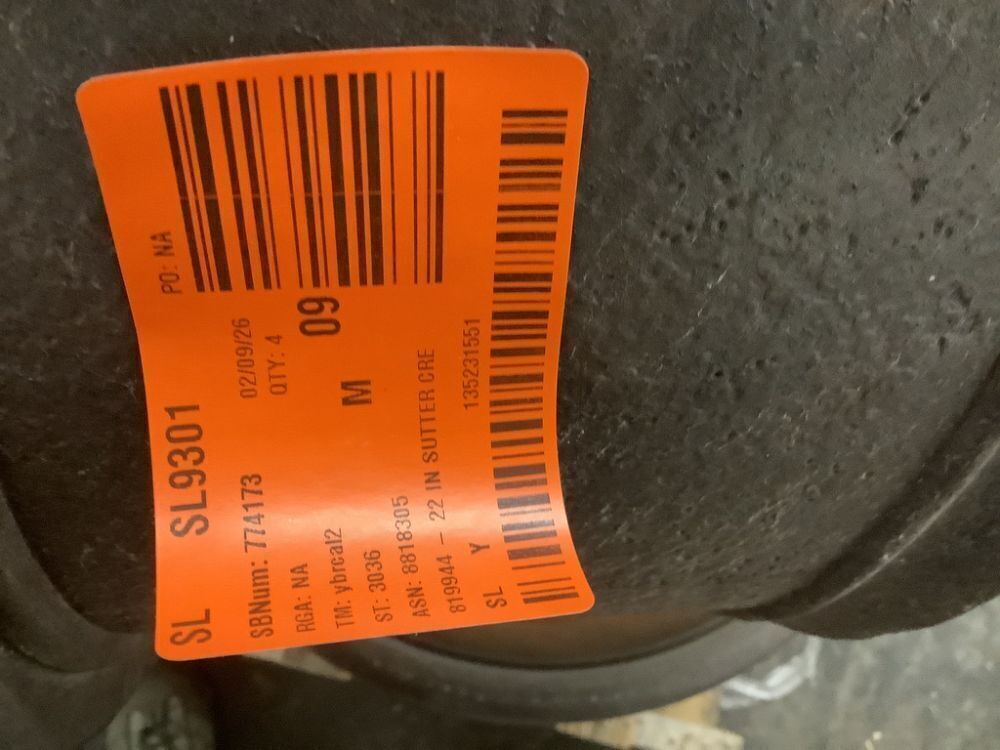 SL SL9301 PO: NA
SBNum: 774173 02/09/26
RGA: NA QTY: 4
09
TM: ybrcal2 M
ST: 3036
ASN: 8818305
819944 - 22 IN SUTTER CRE
SL Y 135231551